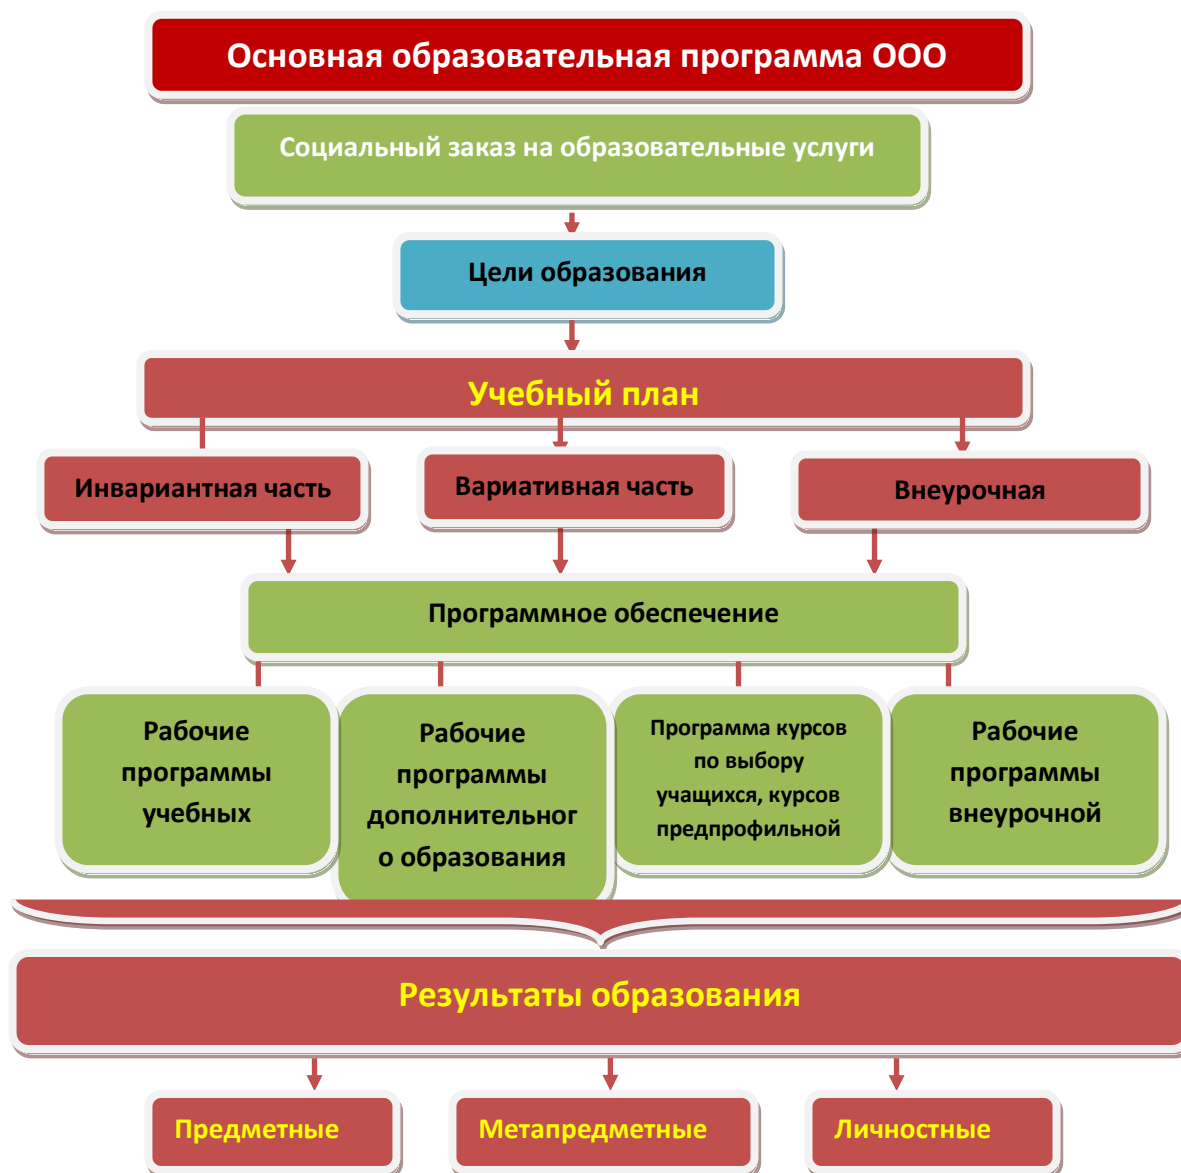 Основная образовательная программа ООО
Социальный заказ на образовательные услуги
Цели образования
Учебный план
Инвариантная часть
Вариативная часть
Внеурочная
Программное обеспечение
Рабочие
программы
учебных
Рабочие
программы
дополнительног
о образования
Программа курсов
по выбору
учащихся, курсов
предпрофильной
Рабочие
программы
внеурочной
Результаты образования
Предметные
Метапредметные
Личностные